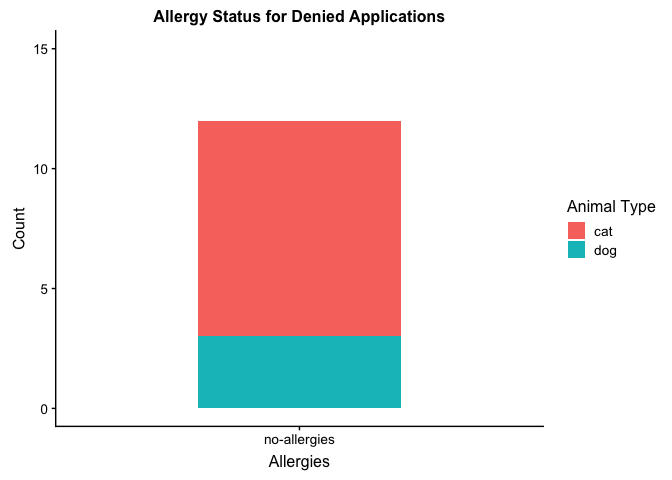 Allergy Status for Denied Applications
15
10
5
0
Count
no-allergies
Allergies
Animal Type
cat
dog